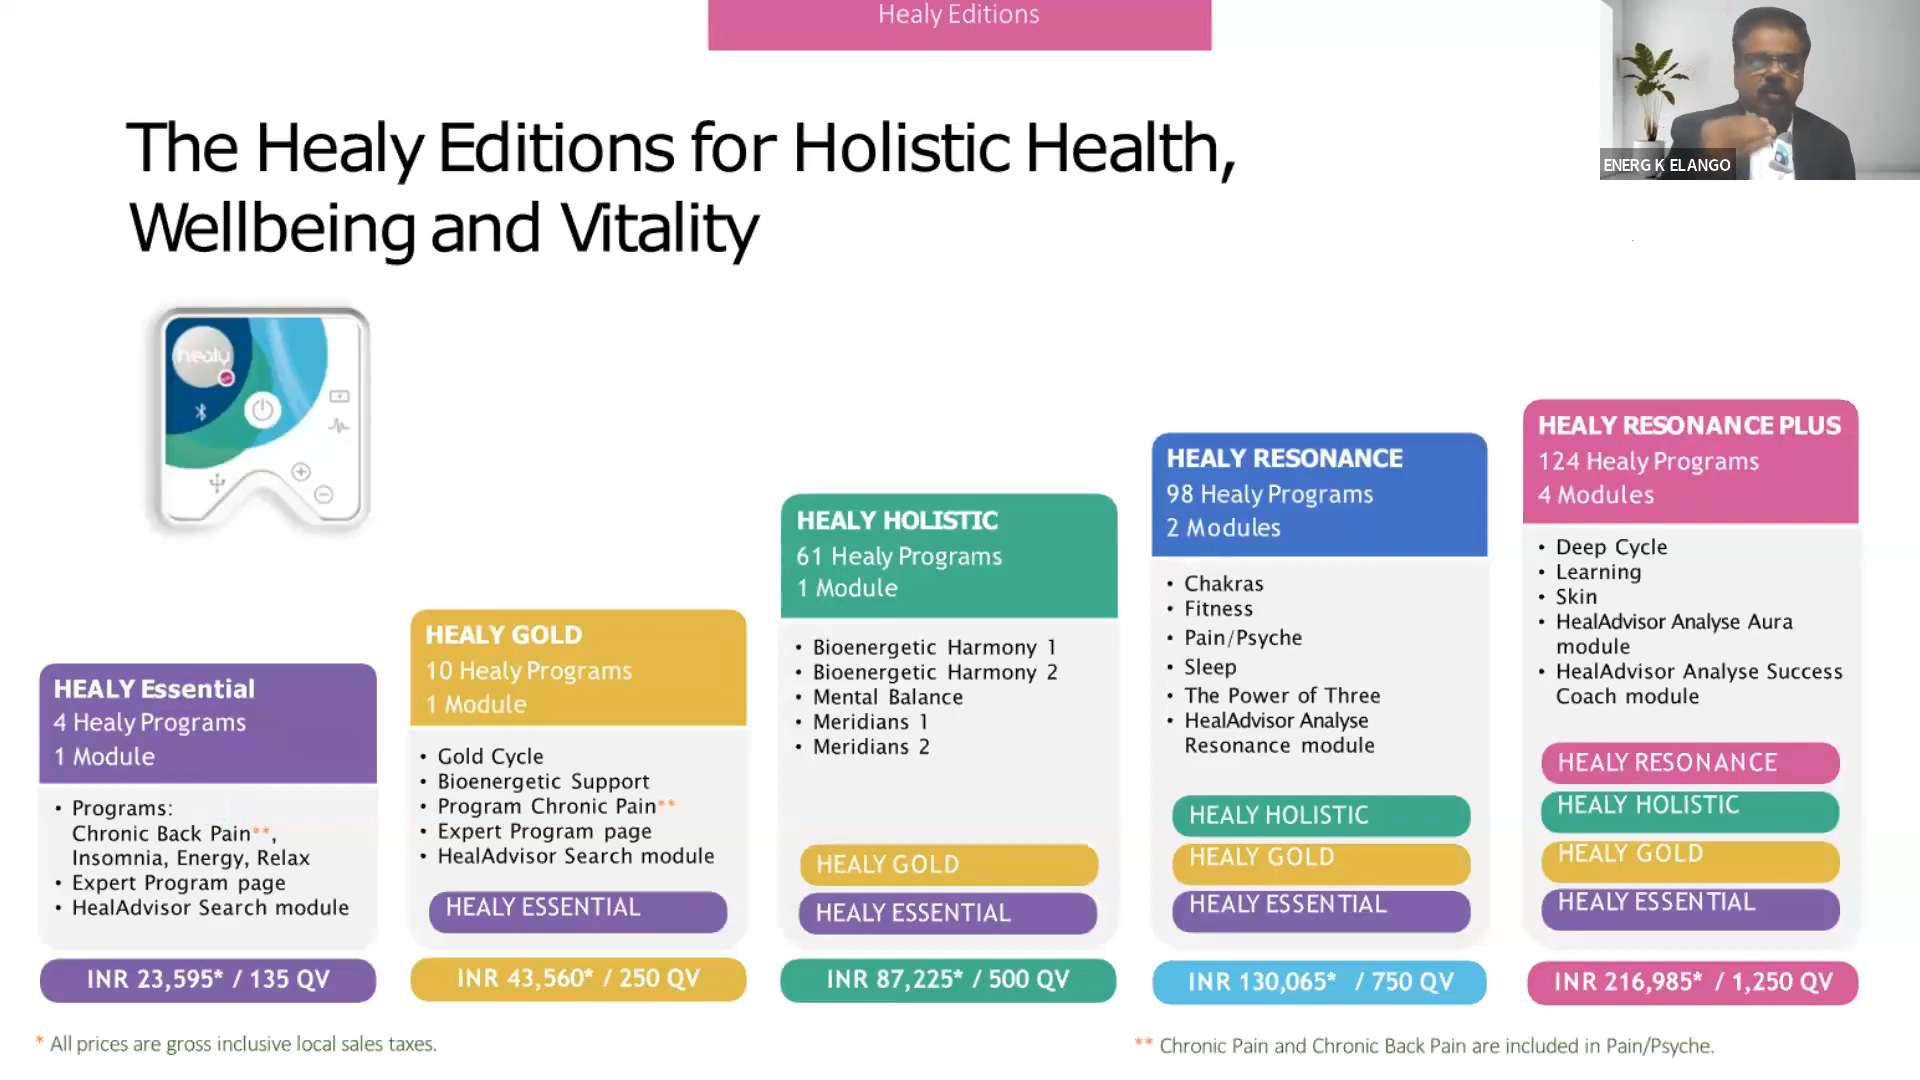 Healy Editions
ENERG K ELANGO
The Healy Editions for Holistic Health,
Wellbeing and Vitality
healy
HEALY Essential
4 Healy Programs
1 Module
• Programs:
Chronic Back Pain**,
Insomnia, Energy, Relax
• Expert Program page
• HealAdvisor Search module
INR 23,595* / 135 QV
HEALY GOLD
10 Healy Programs
1 Module
• Gold Cycle
• Bioenergetic Support
• Program Chronic Pain**
• Expert Program page
• HealAdvisor Search module
HEALY ESSENTIAL
INR 43,560* / 250 QV
HEALY HOLISTIC
61 Healy Programs
1 Module
• Bioenergetic Harmony 1
• Bioenergetic Harmony 2
• Mental Balance
• Meridians 1
• Meridians 2
HEALY GOLD
HEALY ESSENTIAL
INR 87,225* / 500 QV
HEALY RESONANCE
98 Healy Programs
2 Modules
• Chakras
• Fitness
• Pain/Psyche
• Sleep
• The Power of Three
• HealAdvisor Analyse
Resonance module
HEALY HOLISTIC
HEALY GOLD
HEALY ESSENTIAL
INR 130,065* / 750 QV
HEALY RESONANCE PLUS
124 Healy Programs
4 Modules
• Deep Cycle
• Learning
• Skin
• HealAdvisor Analyse Aura
module
• HealAdvisor Analyse Success
Coach module
HEALY RESONANCE
HEALY HOLISTIC
HEALY GOLD
HEALY ESSENTIAL
INR 216,985* / 1,250 QV
* All prices are gross inclusive local sales taxes.
** Chronic Pain and Chronic Back Pain are included in Pain/Psyche.